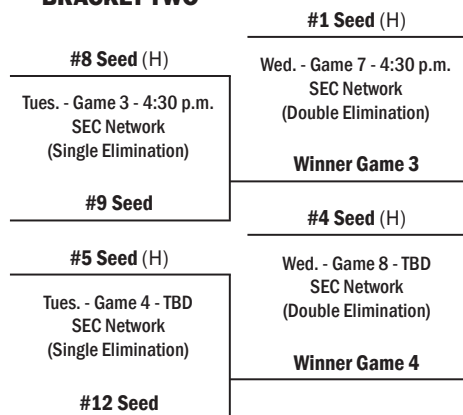 BRACKET TWO
#8 Seed (H)
Tues. - Game 3 - 4:30 p.m.
SEC Network
(Single Elimination)
#9 Seed
#5 Seed (H)
Tues. - Game 4 - TBD
SEC Network
(Single Elimination)
#12 Seed
#1 Seed (H)
Wed. - Game 7 - 4:30 p.m.
SEC Network
(Double Elimination)
Winner Game 3
#4 Seed (H)
Wed. - Game 8 - TBD
SEC Network
(Double Elimination)
Winner Game 4